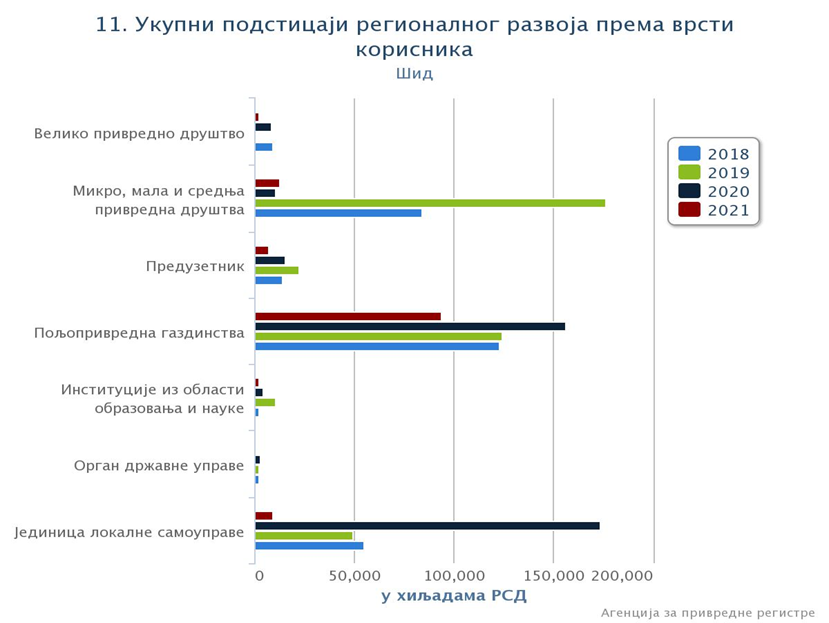 11. Укупни подстицаји регионалног развоја према врсти
корисника
Шид
Велико привредно друштво
Микро, мала и средња
привредна друштва
Предузетник
Пољопривредна газдинства
Институције из области
образовања и науке
Орган државне управе
Јединица локалне самоуправе
2018
2019
2020
2021
0 50,000 100,000 150,000 200,000
у хиљадама РСД
Агенција за привредне регистре